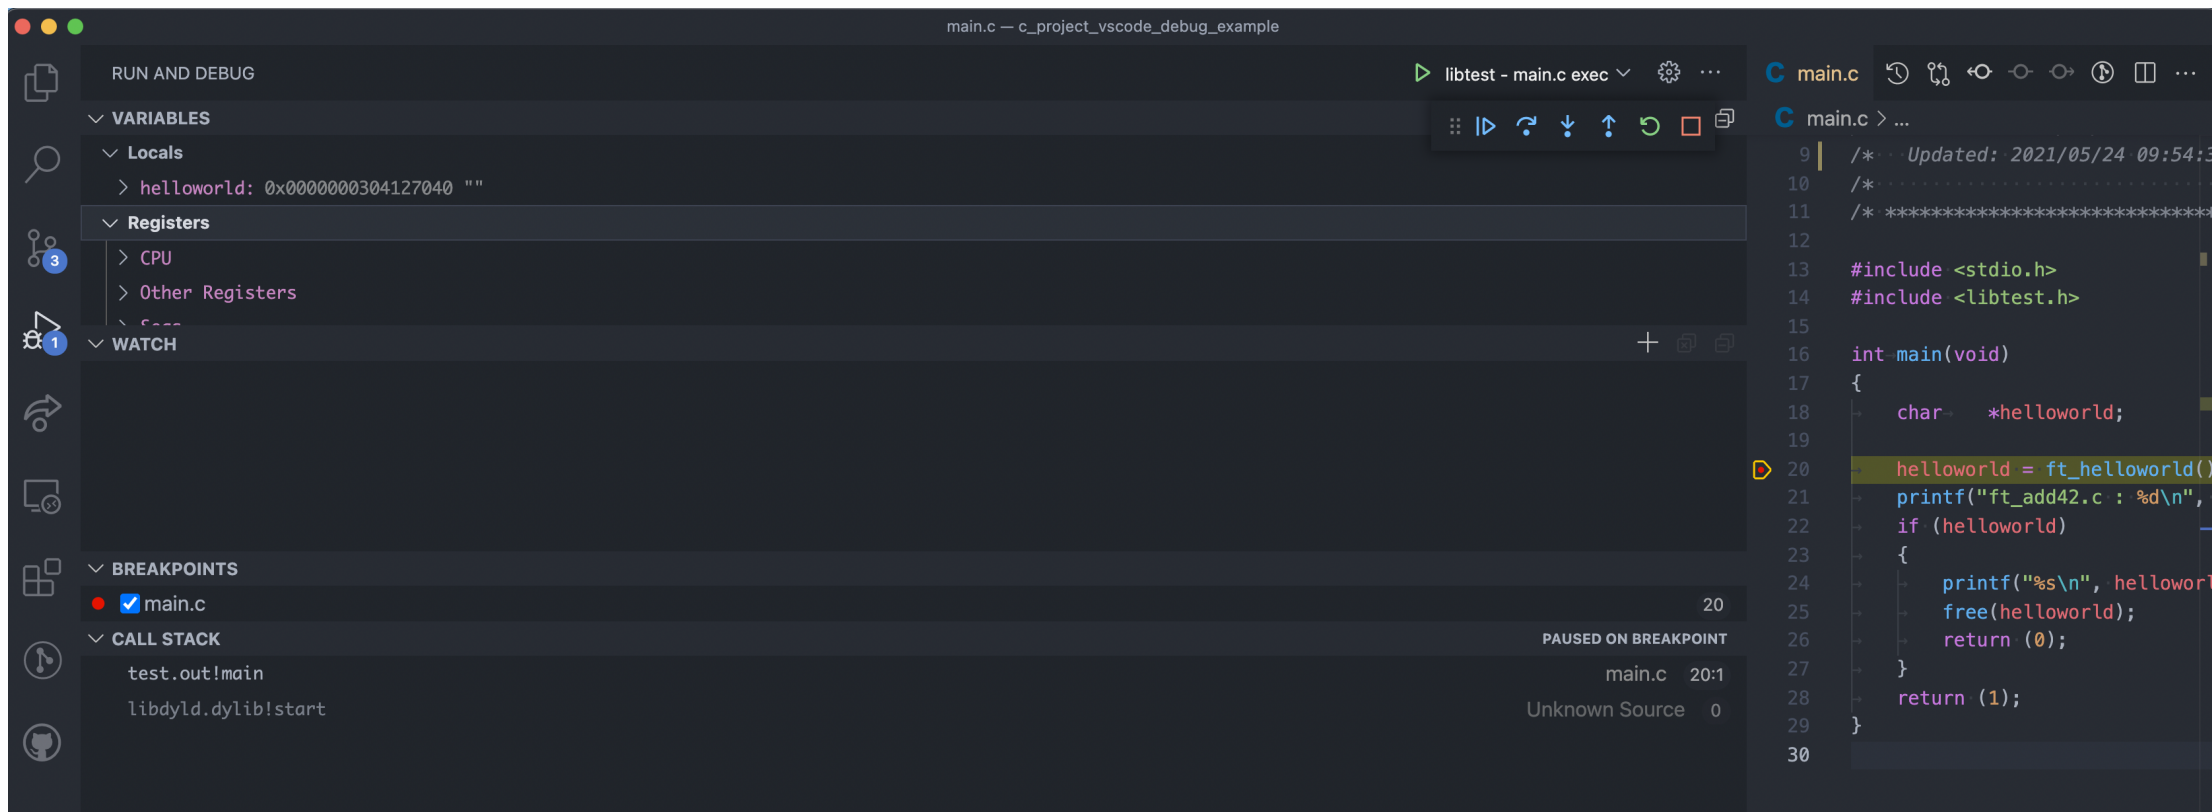 main.c — c_project_vscode_debug_example
RUN AND DEBUG
libtest - main.c exec
VARIABLES
Locals
helloworld: 0x0000000304127040 ""
Registers
CPU
Other Registers
3
1
WATCH
BREAKPOINTS
main.c 20
CALL STACK PAUSED ON BREAKPOINT
test.out!main main.c 20:1
libdyld.dylib!start Unknown Source 0
C main.c
C main.c > ...
9 /* Updated: 2021/05/24 09:54:3
10 /*
11 /* *****************************
12
13 #include <stdio.h>
14 #include <libtest.h>
15
16 int main(void)
17 {
18 char *helloworld;
19
20 helloworld = ft_helloworld()
21 printf("ft_add42.c : %d\n",
22 if (helloworld)
23 {
24 printf("%s\n", helloworl
25 free(helloworld);
26 return (0);
27 }
28 return (1);
29 }
30